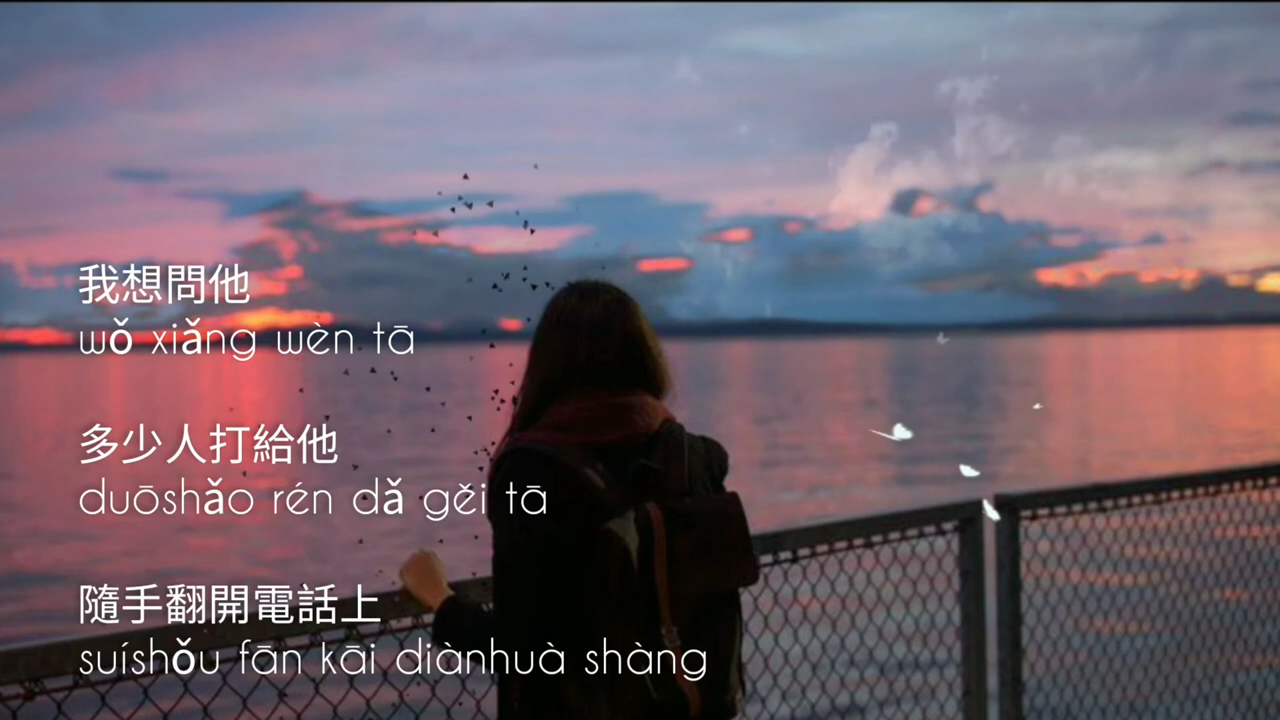 我想問他
wǒ xiǎng wèn tā
多少人打給他
duōshǎo rén dǎ gěi tā
隨手翻開電話上
suíshǒu fān kāi diànhuà shàng